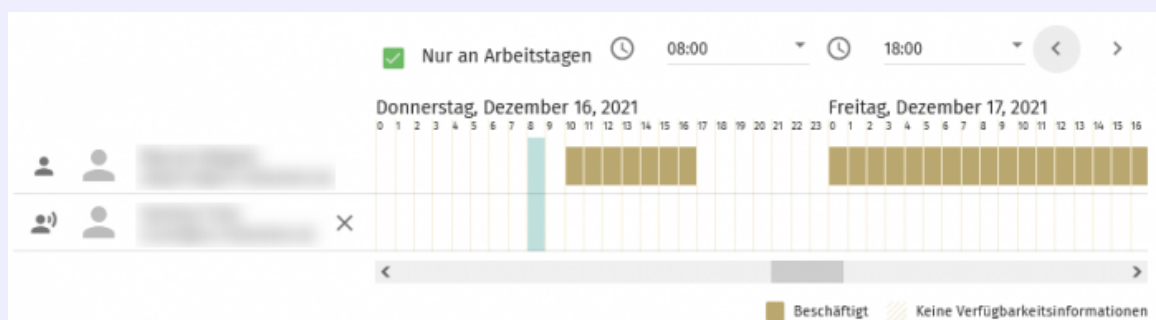 Nur an Arbeitstagen 08:00 18:00
Donnerstag, Dezember 16, 2021 Freitag, Dezember 17, 2021
0 1 2 3 4 5 6 7 8 9 10 11 12 13 14 15 16 17 18 19 20 21 22 23 0 1 2 3 4 5 6 7 8 9 10 11 12 13 14 15 16
Beschäftigt Keine Verfügbarkeitsinformationen